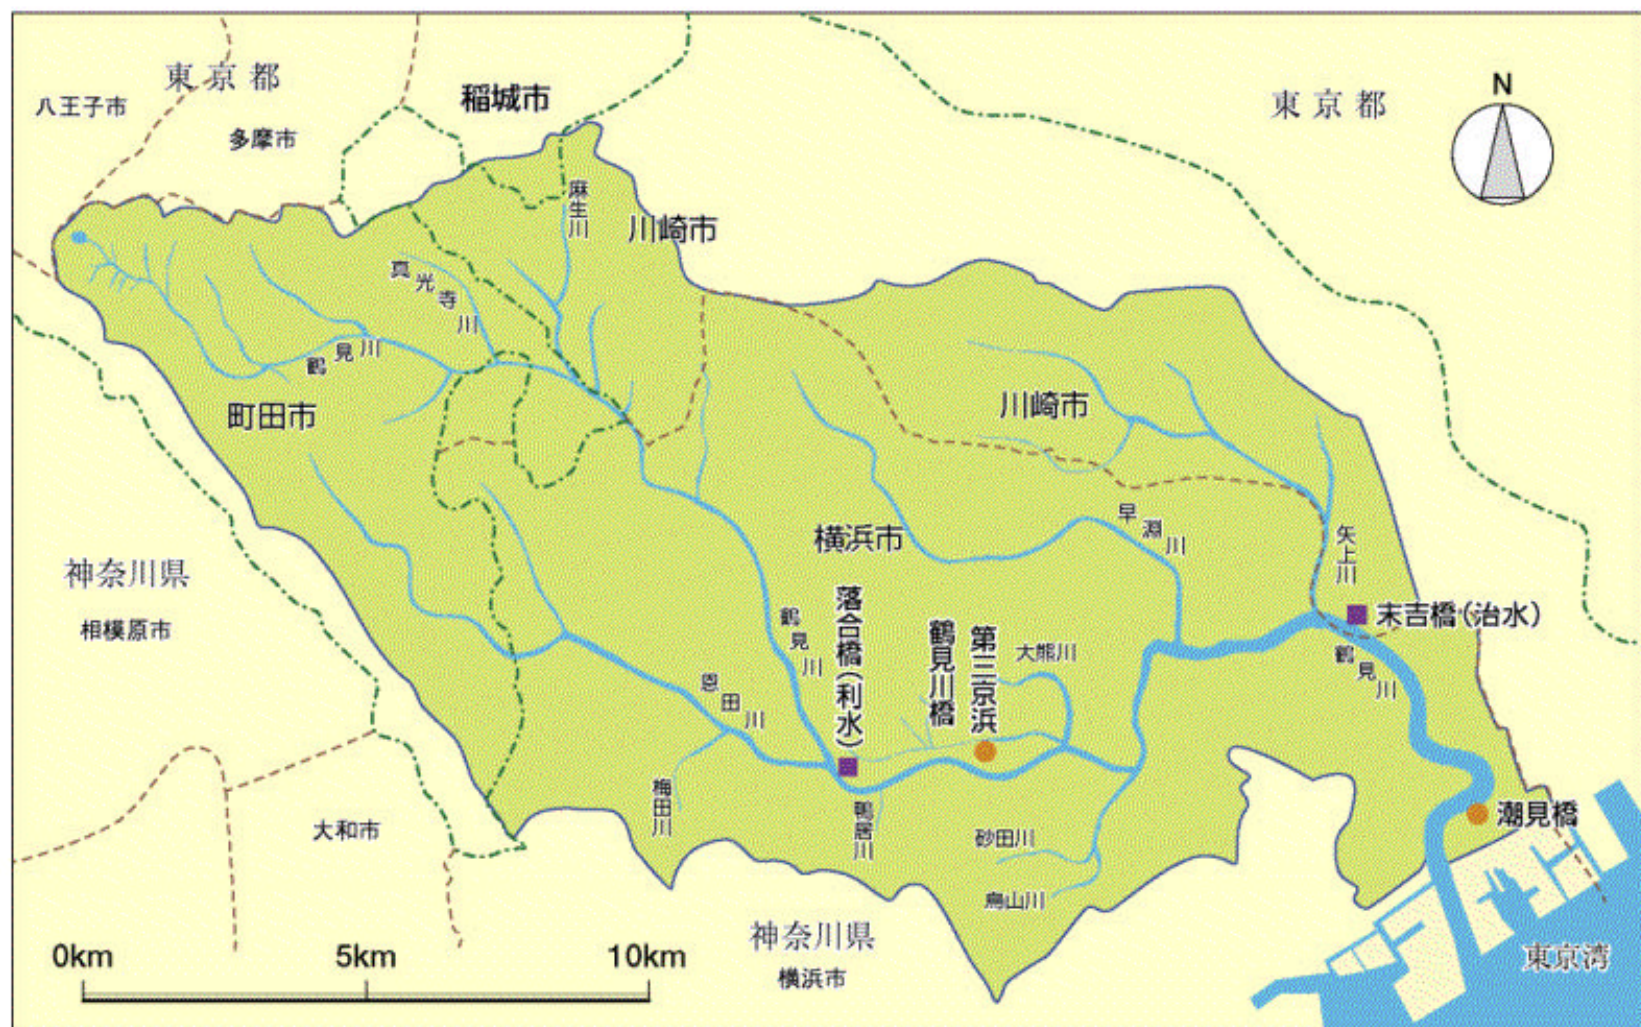 東京都
八王子市
多摩市
稲城市
東京都
N
麻生川
川崎市
真光寺川
鶴見川
町田市
川崎市
早淵川
横浜市
矢上川
神奈川県
相模原市
末吉橋(治水)
鶴見川
落合橋(利水)
鶴見川
鶴見川橋
第三京浜
大熊川
恩田川
梅田川
鴨居川
大和市
砂田川
鳥山川
潮見橋
神奈川県
横浜市
東京湾
0km 5km 10km